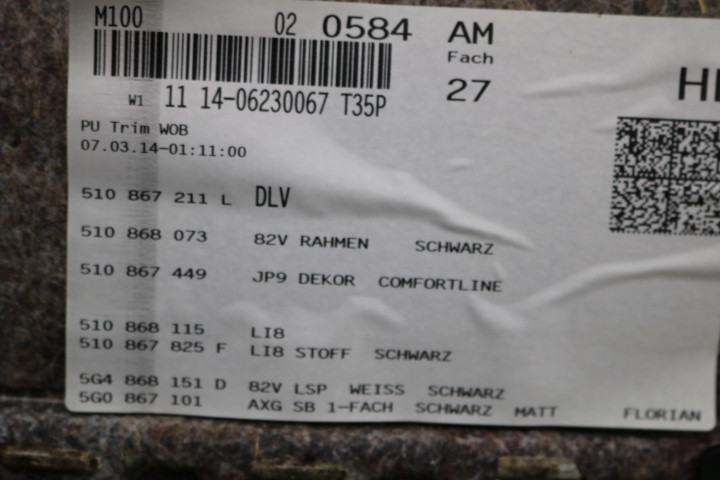 M100 02 0584 AM
Fach
27
W1 11 14-06230067 T35P
PU Trim WOB
07.03.14-01:11:00
510 867 211 L DLV
510 868 073 82V RAHMEN SCHWARZ
510 867 449 JP9 DEKOR COMFORTLINE
510 868 115 LI8
510 867 825 F LI8 STOFF SCHWARZ
5G4 868 151 D 82V LSP WEISS SCHWARZ
5G0 867 101 AXG SB 1-FACH SCHWARZ MATT FLORIAN